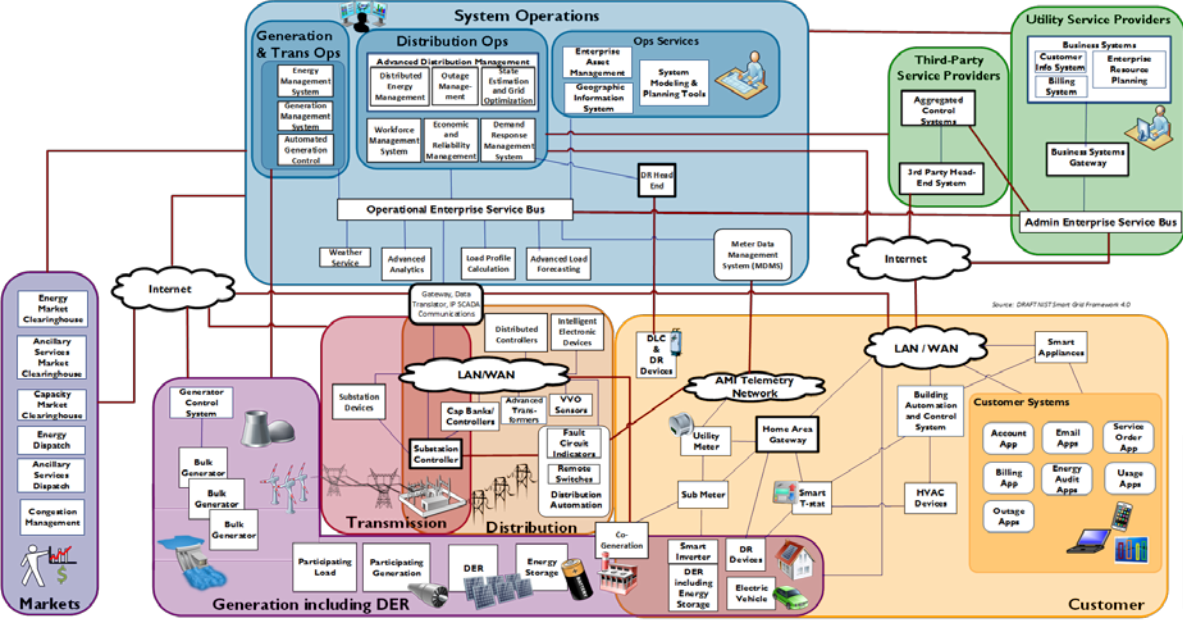 System Operations
Generation
& Trans Ops
Energy
Management
System
Generation
Management
System
Automated
Generation
Control
Distribution Ops
Advanced Distribution Management
Distributed
Energy
Management
Outage
Manage-
ment
State
Estimation
and Grid
Optimization
Workforce
Management
System
Economic
and
Reliability
Management
Demand
Response
Management
System
Ops Services
Enterprise
Asset
Management
Geographic
Information
System
System
Modeling &
Planning Tools
DR Head
End
Operational Enterprise Service Bus
Weather
Service
Advanced
Analytics
Load Profile
Calculation
Advanced Load
Forecasting
Meter Data
Management
System (MDMS)
Third-Party
Service Providers
Aggregated
Control
Systems
3rd Party Head-
End System
Utility Service Providers
Business Systems
Customer
Info System
Billing
System
Enterprise
Resource
Planning
Business Systems
Gateway
Admin Enterprise Service Bus
Internet
Internet
Source: DRAFT NIST Smart Grid Framework 4.0
Energy
Market
Clearinghouse
Ancillary
Services
Market
Clearinghouse
Capacity
Market
Clearinghouse
Energy
Dispatch
Ancillary
Services
Dispatch
Congestion
Management
$
Markets
Gateway, Data
Translator, IP SCADA
Communications
Distributed
Controllers
Intelligent
Electronic
Devices
LAN/WAN
Substation
Devices
Cap Banks/
Controllers
Advanced
Trans-
formers
VVO
Sensors
Substation
Controller
Fault
Circuit
Indicators
Remote
Switches
Distribution
Automation
Transmission
Distribution
Generator
Control
System
Bulk
Generator
Bulk
Generator
Bulk
Generator
Participating
Load
Participating
Generation
DER
Energy
Storage
Co-
Generation
Generation including DER
DLC
&
DR
Devices
AMI Telemetry
Network
LAN / WAN
Smart
Appliances
Utility
Meter
Home Area
Gateway
Building
Automation
and Control
System
Sub Meter
Smart
T-stat
HVAC
Devices
Smart
Inverter
DR
Devices
DER
including
Energy
Storage
Electric
Vehicle
Customer Systems
Account
App
Email
Apps
Service
Order
App
Billing
App
Energy
Audit
Apps
Usage
Apps
Outage
Apps
Customer